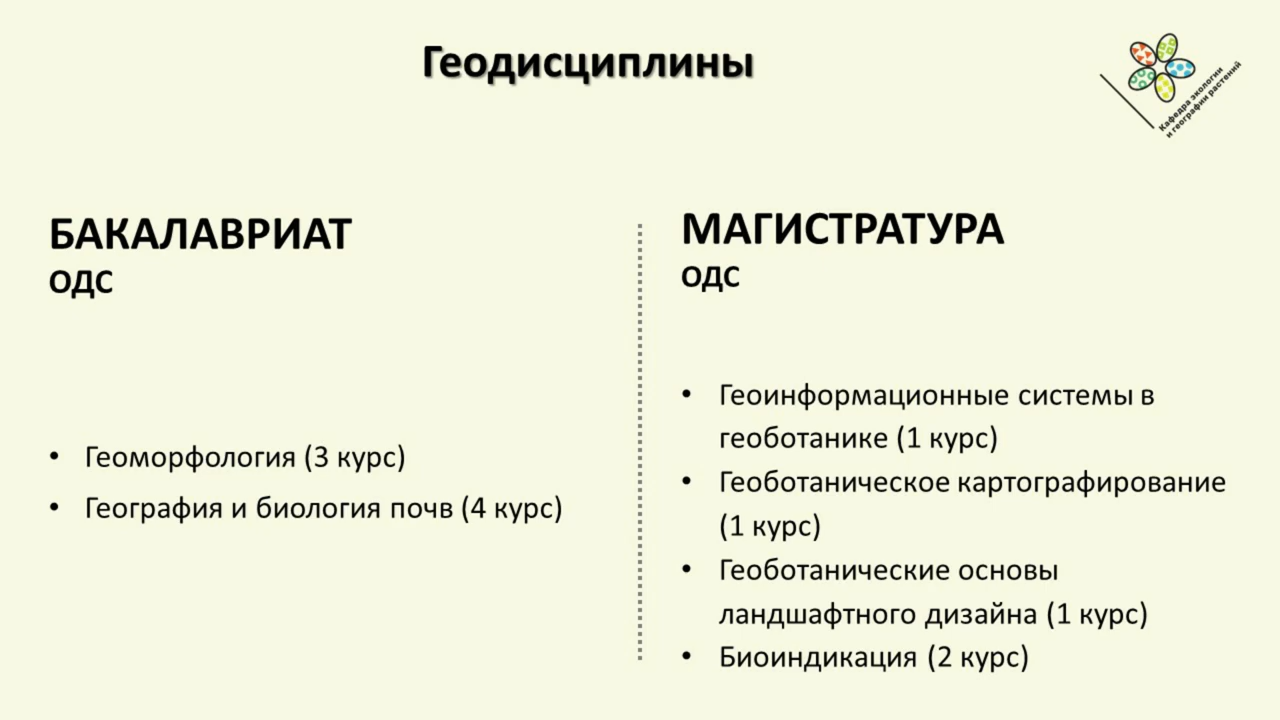 Геодисциплины
Кафедра экологии
и географии растений
БАКАЛАВРИАТ
ОДС
• Геоморфология (3 курс)
• География и биология почв (4 курс)
МАГИСТРАТУРА
ОДС
• Геоинформационные системы в
геоботанике (1 курс)
• Геоботаническое картографирование
(1 курс)
• Геоботанические основы
ландшафтного дизайна (1 курс)
• Биоиндикация (2 курс)